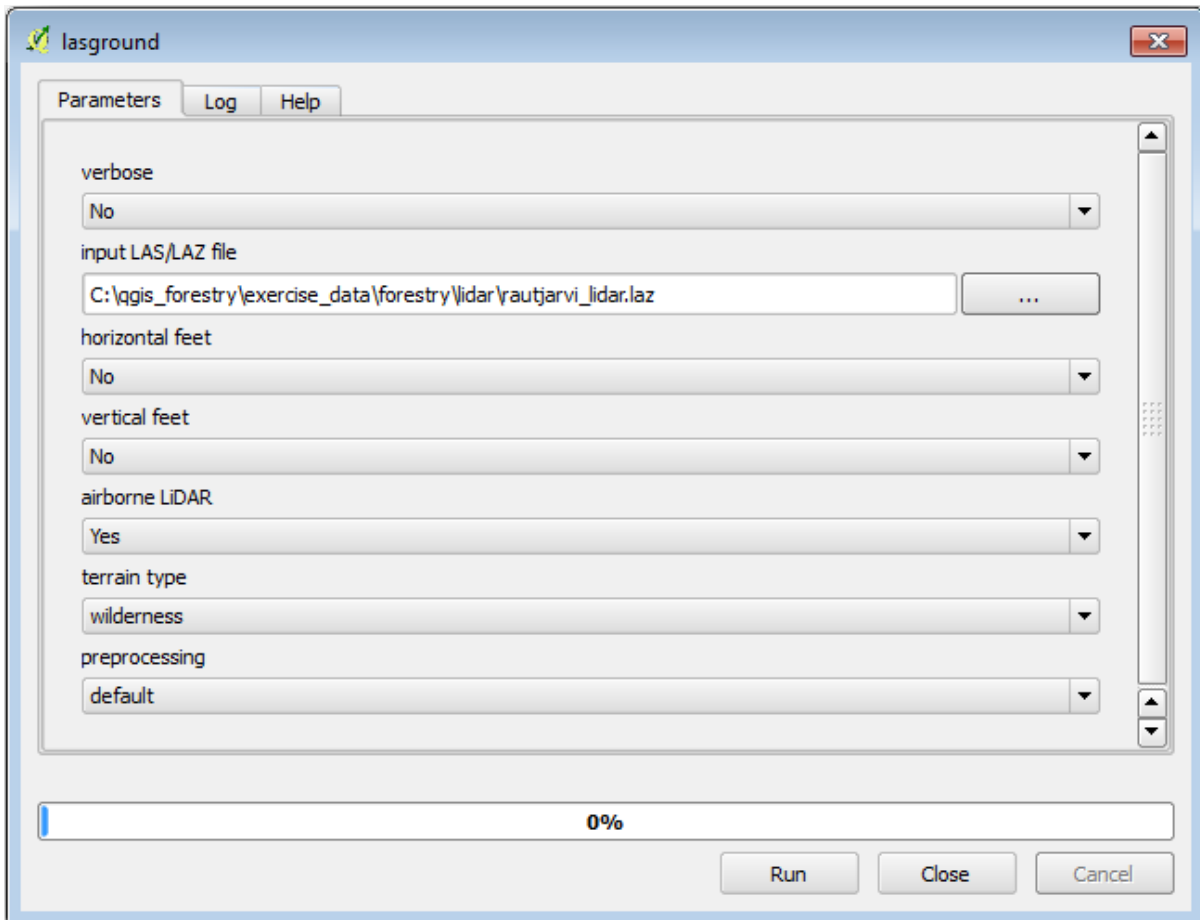 lasground
Parameters Log Help
verbose
No
input LAS/LAZ file
C:\qgis_forestry\exercise_data\forestry\lidar\rautjarvi_lidar.laz ...
horizontal feet
No
vertical feet
No
airborne LiDAR
Yes
terrain type
wilderness
preprocessing
default
0%
Run Close Cancel